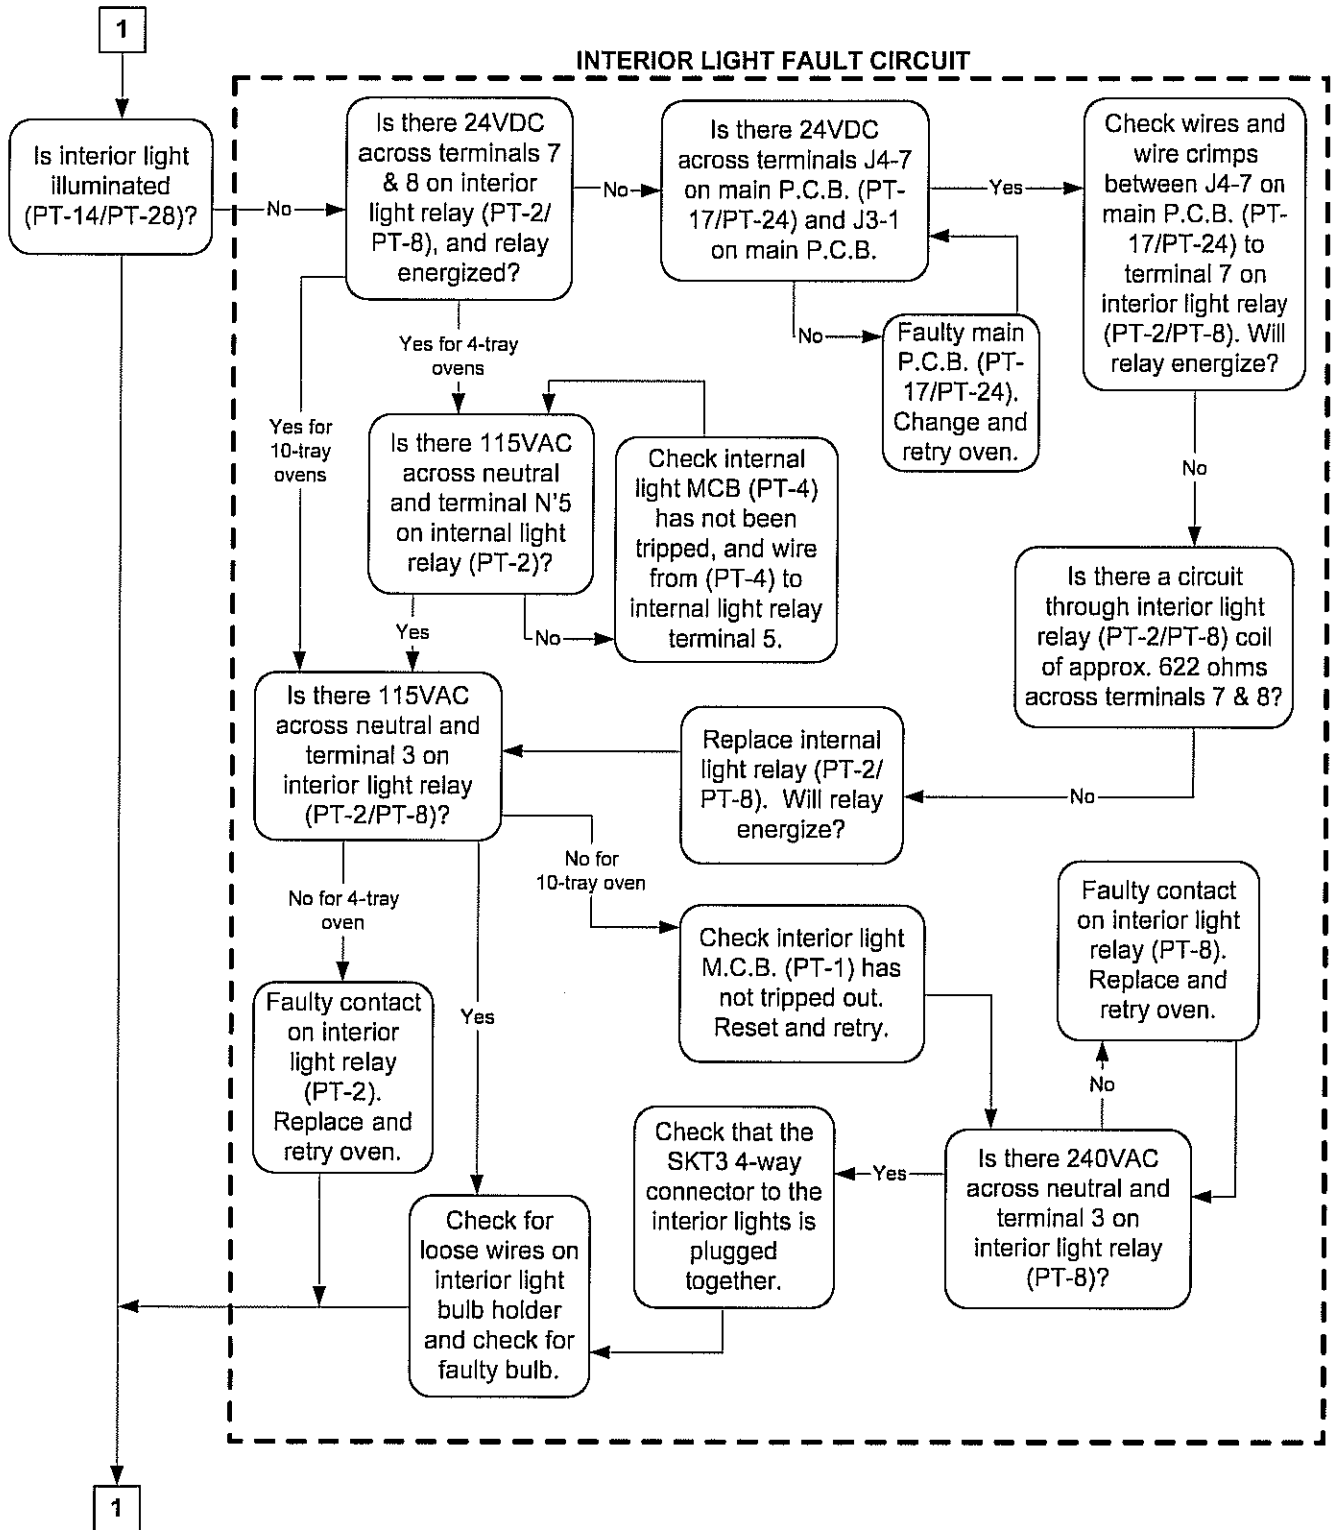 1
INTERIOR LIGHT FAULT CIRCUIT
Is interior light
illuminated
(PT-14/PT-28)?
No
Is there 24VDC
across terminals 7
& 8 on interior
light relay (PT-2/
PT-8), and relay
energized?
No
Is there 24VDC
across terminals J4-7
on main P.C.B. (PT-
17/PT-24) and J3-1
on main P.C.B.
Yes
Check wires and
wire crimps
between J4-7 on
main P.C.B. (PT-
17/PT-24) to
terminal 7 on
interior light relay
(PT-2/PT-8). Will
relay energize?
No
Faulty main
P.C.B. (PT-
17/PT-24).
Change and
retry oven.
Yes for 4-tray
ovens
Yes for
10-tray
ovens
Is there 115VAC
across neutral
and terminal N'5
on internal light
relay (PT-2)?
Check internal
light MCB (PT-4)
has not been
tripped, and wire
from (PT-4) to
internal light relay
terminal 5.
No
Yes
No
Is there a circuit
through interior light
relay (PT-2/PT-8) coil
of approx. 622 ohms
across terminals 7 & 8?
Is there 115VAC
across neutral and
terminal 3 on
interior light relay
(PT-2/PT-8)?
Replace internal
light relay (PT-2/
PT-8). Will relay
energize?
No
No for
10-tray oven
No for 4-tray
oven
Yes
Check interior light
M.C.B. (PT-1) has
not tripped out.
Reset and retry.
Faulty contact
on interior light
relay (PT-8).
Replace and
retry oven.
Faulty contact
on interior
light relay
(PT-2).
Replace and
retry oven.
No
Check that the
SKT3 4-way
connector to the
interior lights is
plugged
together.
Yes
Is there 240VAC
across neutral and
terminal 3 on
interior light relay
(PT-8)?
Check for
loose wires on
interior light
bulb holder
and check for
faulty bulb.
1